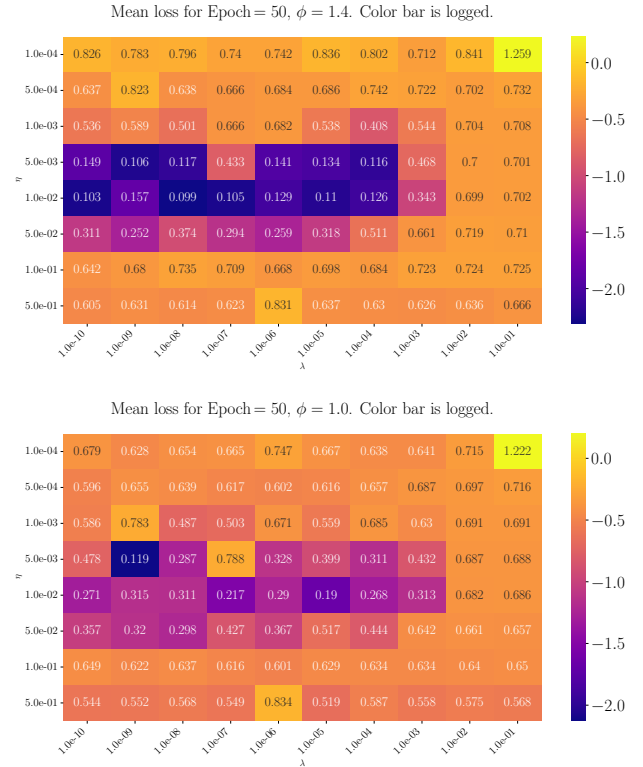 Mean loss for Epoch = 50, ϕ = 1.4. Color bar is logged.
1.0e-04 0.826 0.783 0.796 0.74 0.742 0.836 0.802 0.712 0.841 1.259
5.0e-04 0.637 0.823 0.638 0.666 0.684 0.686 0.742 0.722 0.702 0.732
1.0e-03 0.536 0.589 0.501 0.666 0.682 0.538 0.408 0.544 0.704 0.708
5.0e-03 0.149 0.106 0.117 0.433 0.141 0.134 0.116 0.468 0.7 0.701
1.0e-02 0.103 0.157 0.099 0.105 0.129 0.11 0.126 0.343 0.699 0.702
5.0e-02 0.311 0.252 0.374 0.294 0.259 0.318 0.511 0.661 0.719 0.71
1.0e-01 0.642 0.68 0.735 0.709 0.668 0.698 0.684 0.723 0.724 0.725
5.0e-01 0.605 0.631 0.614 0.623 0.831 0.637 0.63 0.626 0.636 0.666
η
1.0e-10 1.0e-09 1.0e-08 1.0e-07 1.0e-06 1.0e-05 1.0e-04 1.0e-03 1.0e-02 1.0e-01
λ
0.0
−0.5
−1.0
−1.5
−2.0
Mean loss for Epoch = 50, ϕ = 1.0. Color bar is logged.
1.0e-04 0.679 0.628 0.654 0.665 0.747 0.667 0.638 0.641 0.715 1.222
5.0e-04 0.596 0.655 0.639 0.617 0.602 0.616 0.657 0.687 0.697 0.716
1.0e-03 0.586 0.783 0.487 0.503 0.671 0.559 0.685 0.63 0.691 0.691
5.0e-03 0.478 0.119 0.287 0.788 0.328 0.399 0.311 0.432 0.687 0.688
1.0e-02 0.271 0.315 0.311 0.217 0.29 0.19 0.268 0.313 0.682 0.686
5.0e-02 0.357 0.32 0.298 0.427 0.367 0.517 0.444 0.642 0.661 0.657
1.0e-01 0.649 0.622 0.637 0.616 0.601 0.629 0.634 0.634 0.64 0.65
5.0e-01 0.544 0.552 0.568 0.549 0.834 0.519 0.587 0.558 0.575 0.568
η
1.0e-10 1.0e-09 1.0e-08 1.0e-07 1.0e-06 1.0e-05 1.0e-04 1.0e-03 1.0e-02 1.0e-01
λ
0.0
−0.5
−1.0
−1.5
−2.0